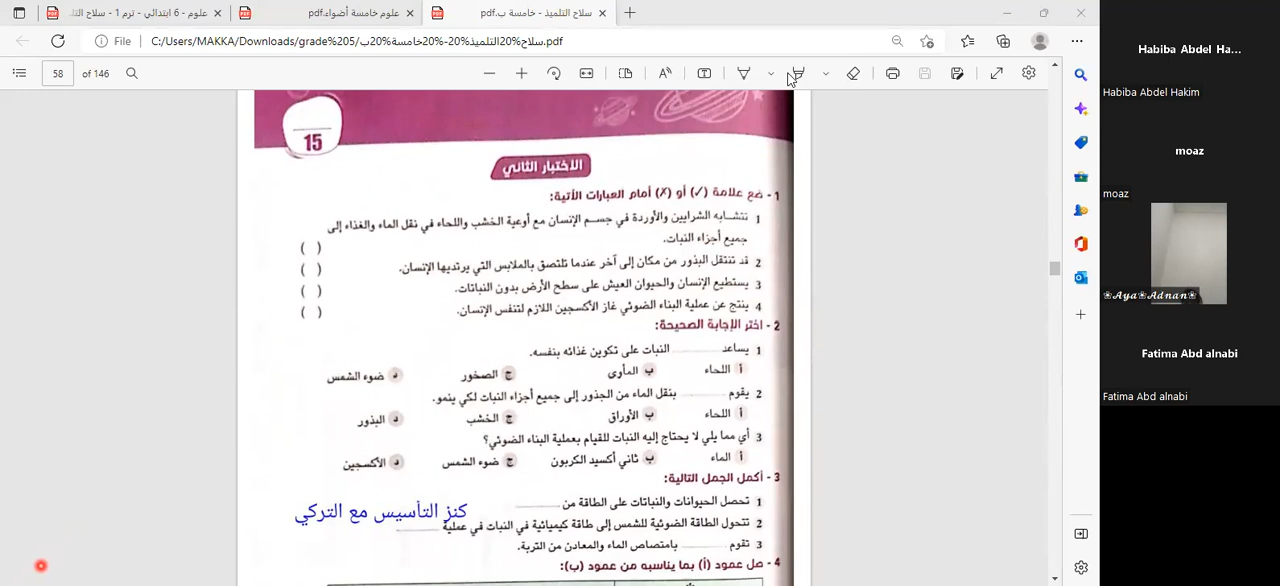 علوم - 6 ابتدائي - ترم 1 - سلاح التل
علوم خامسة أضواء.pdf
سلاح التلميذ - خامسة ب.pdf
File
C:/Users/MAKKA/Downloads/grade%205/سلاح%20التلميذ%20-%20خامسة%20ب.pdf
58 of 146
15
الاختبار الثاني
1 - ضع علامة (✓) أو (✗) أمام العبارات الآتية:
1 تتشابه الشرايين والأوردة في جسم الإنسان مع أوعية الخشب واللحاء في نقل الماء والغذاء إلى
جميع أجزاء النبات. ( )
2 قد تنتقل البذور من مكان إلى آخر عندما تلتصق بالملابس التي يرتديها الإنسان. ( )
3 يستطيع الإنسان والحيوان العيش على سطح الأرض بدون النباتات. ( )
4 ينتج عن عملية البناء الضوئي غاز الأكسجين اللازم لتنفس الإنسان. ( )
2 - اختر الإجابة الصحيحة:
1 يساعد ........ النبات على تكوين غذائه بنفسه.
أ اللحاء ب المأوى ج الصخور د ضوء الشمس
2 يقوم ........ بنقل الماء من الجذور إلى جميع أجزاء النبات لكي ينمو.
أ اللحاء ب الأوراق ج الخشب د البذور
3 أي مما يلي لا يحتاج إليه النبات للقيام بعملية البناء الضوئي؟
أ الماء ب ثاني أكسيد الكربون ج ضوء الشمس د الأكسجين
3 - أكمل الجمل التالية:
1 تحصل الحيوانات والنباتات على الطاقة من ........
كنز التأسيس مع التركي
2 تتحول الطاقة الضوئية للشمس إلى طاقة كيميائية في النبات في عملية ........
3 تقوم ........ بامتصاص الماء والمعادن من التربة.
4 - صل عمود (أ) بما يناسبه من عمود (ب):
Habiba Abdel Ha...
Habiba Abdel Hakim
moaz
moaz
❀𝓐𝔂𝓪❀𝓐𝓭𝓷𝓪𝓷❀
Fatima Abd alnabi
Fatima Abd alnabi